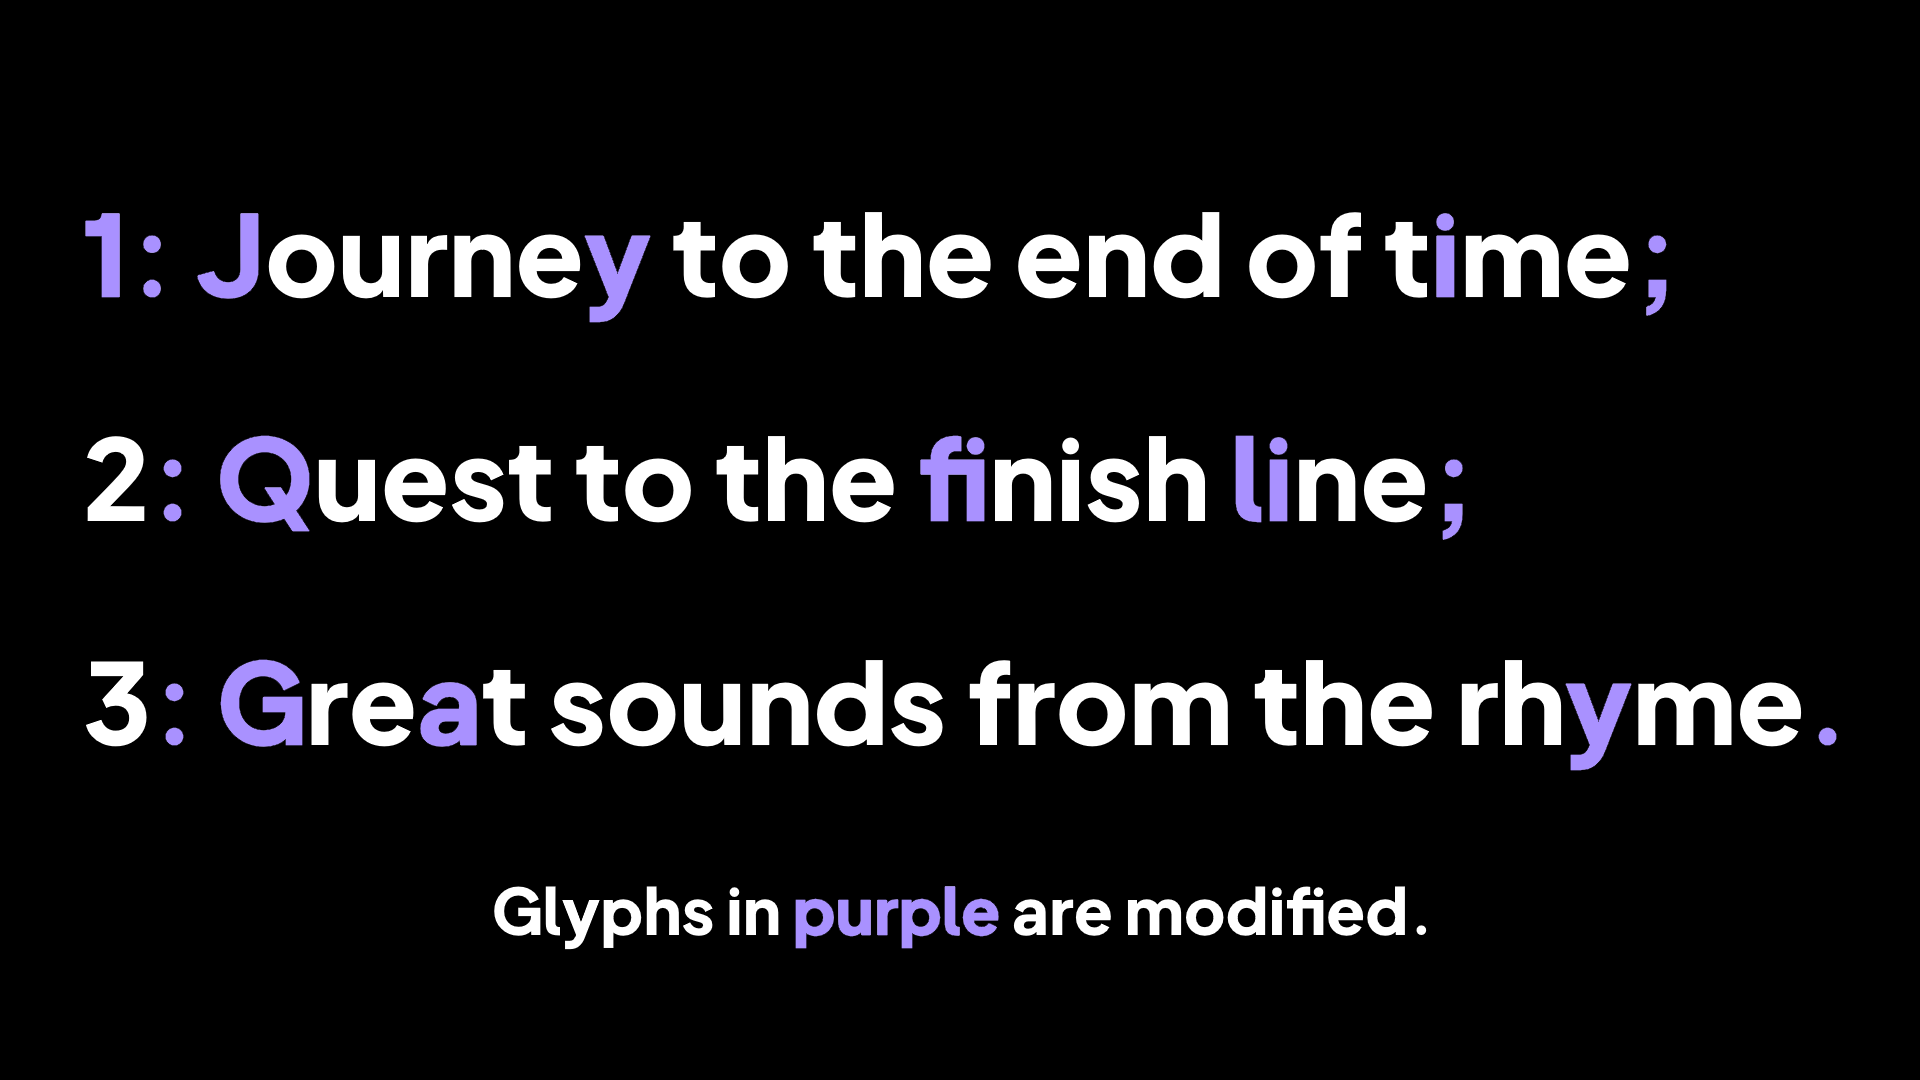 1: Journey to the end of time;
2: Quest to the finish line;
3: Great sounds from the rhyme.
Glyphs in purple are modified.